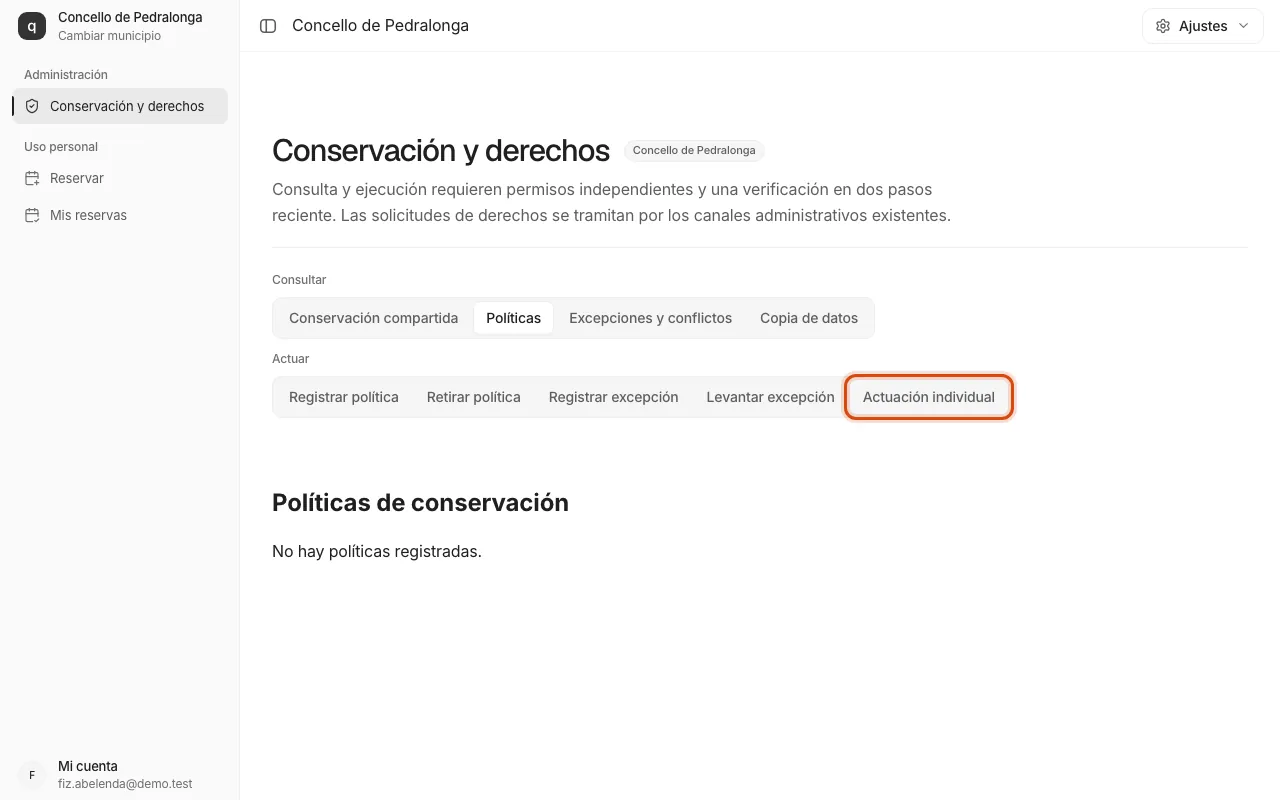 q
Concello de Pedralonga
Cambiar municipio
Administración
Conservación y derechos
Uso personal
Reservar
Mis reservas
F
Mi cuenta
fiz.abelenda@demo.test
Concello de Pedralonga
Ajustes
Conservación y derechos
Concello de Pedralonga
Consulta y ejecución requieren permisos independientes y una verificación en dos pasos
reciente. Las solicitudes de derechos se tramitan por los canales administrativos existentes.
Consultar
Conservación compartida
Políticas
Excepciones y conflictos
Copia de datos
Actuar
Registrar política
Retirar política
Registrar excepción
Levantar excepción
Actuación individual
Políticas de conservación
No hay políticas registradas.